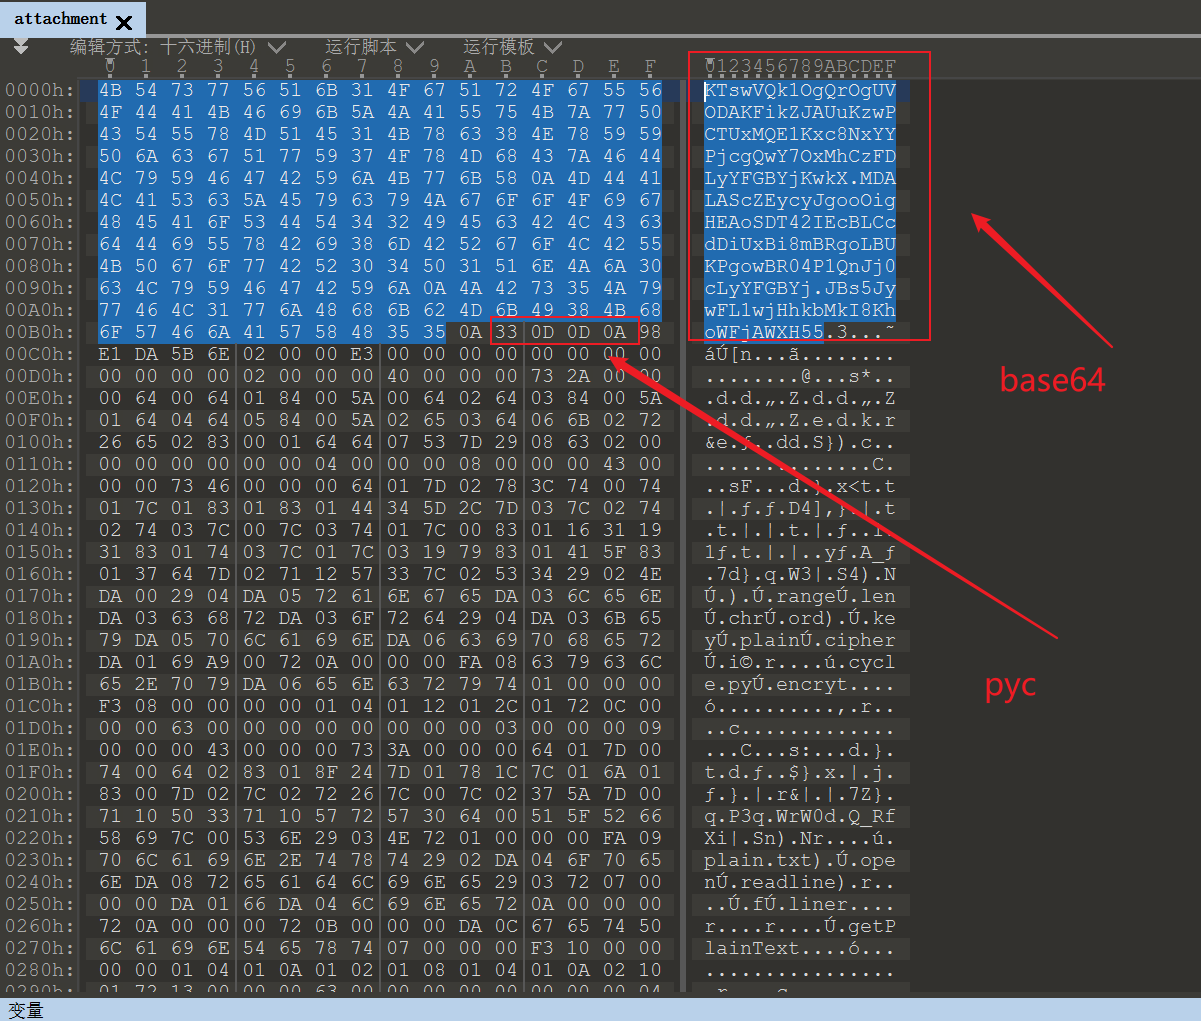 attachment
编辑方式: 十六进制(H) 运行脚本 运行模板
0 1 2 3 4 5 6 7 8 9 A B C D E F 0123456789ABCDEF
0000h: 4B 54 73 77 56 51 6B 31 4F 67 51 72 4F 67 55 56 KTswVQk1OgQrOgUV
0010h: 4F 44 41 4B 46 69 6B 5A 4A 41 55 75 4B 7A 77 50 ODAKFikZJAUuKzwP
0020h: 43 54 55 78 4D 51 45 31 4B 78 63 38 4E 78 59 59 CTUxMQE1Kxc8NxYY
0030h: 50 6A 63 67 51 77 59 37 4F 78 4D 68 43 7A 46 44 PjcgQwY7OxMhCzFD
0040h: 4C 79 59 46 47 42 59 6A 4B 77 6B 58 0A 4D 44 41 LyYFGBYjKwkX.MDA
0050h: 4C 41 53 63 5A 45 79 63 79 4A 67 6F 6F 4F 69 67 LAScZEycyJgooOig
0060h: 48 45 41 6F 53 44 54 34 32 49 45 63 42 4C 43 63 HEAoSDT42IEcBLCc
0070h: 64 44 69 55 78 42 69 38 6D 42 52 67 6F 4C 42 55 dDiUxBi8mBRgoLBU
0080h: 4B 50 67 6F 77 42 52 30 34 50 31 51 6E 4A 6A 30 KPgowBR04P1QnJj0
0090h: 63 4C 79 59 46 47 42 59 6A 0A 4A 42 73 35 4A 79 cLyYFGBYj.JBs5Jy
00A0h: 77 46 4C 31 77 6A 48 68 6B 62 4D 6B 49 38 4B 68 wFL1wjHhkbMkI8Kh
00B0h: 6F 57 46 6A 41 57 58 48 35 35 0A 33 0D 0D 0A 98 oWFjAWXH55.3...˜
00C0h: E1 DA 5B 6E 02 00 00 E3 00 00 00 00 00 00 00 00 áÚ[n...ã........
00D0h: 00 00 00 00 02 00 00 00 40 00 00 00 73 2A 00 00 ........@...s*..
00E0h: 00 64 00 64 01 84 00 5A 00 64 02 64 03 84 00 5A .d.d.„.Z.d.d.„.Z
00F0h: 01 64 04 64 05 84 00 5A 02 65 03 64 06 6B 02 72 .d.d.„.Z.e.d.k.r
0100h: 26 65 02 83 00 01 64 64 07 53 7D 29 08 63 02 00 &e.ƒ..dd.S}).c..
0110h: 00 00 00 00 00 04 00 00 00 08 00 00 00 43 00 .............C.
0120h: 00 00 73 46 00 00 00 64 01 7D 02 78 3C 74 00 74 ..sF...d.}.x<t.t
0130h: 01 7C 01 83 01 83 01 44 34 5D 2C 7D 03 7C 02 74 .|.ƒ.ƒ.D4],}.|.t
0140h: 02 74 03 7C 00 7C 03 74 01 7C 00 83 01 16 31 19 .t.|.|.t.|.ƒ..1.
0150h: 31 83 01 74 03 7C 01 7C 03 19 79 83 01 41 5F 83 1ƒ.t.|.|..yƒ.A_ƒ
0160h: 01 37 64 7D 02 71 12 57 33 7C 02 53 34 29 02 4E .7d}.q.W3|.S4).N
0170h: DA 00 29 04 DA 05 72 61 6E 67 65 DA 03 6C 65 6E Ú.).Ú.rangeÚ.len
0180h: DA 03 63 68 72 DA 03 6F 72 64 29 04 DA 03 6B 65 Ú.chrÚ.ord).Ú.ke
0190h: 79 DA 05 70 6C 61 69 6E DA 06 63 69 70 68 65 72 yÚ.plainÚ.cipher
01A0h: DA 01 69 A9 00 72 0A 00 00 00 FA 08 63 79 63 6C Ú.i©.r....ú.cycl
01B0h: 65 2E 70 79 DA 06 65 6E 63 72 79 74 01 00 00 00 e.pyÚ.encryt....
01C0h: F3 08 00 00 00 00 01 04 01 12 01 2C 01 72 0C 00 ó..........,.r..
01D0h: 00 00 63 00 00 00 00 00 00 00 00 03 00 00 00 09 ..c.............
01E0h: 00 00 00 43 00 00 00 73 3A 00 00 00 64 01 7D 00 ...C...s:...d.}.
01F0h: 74 00 64 02 83 01 8F 24 7D 01 78 1C 7C 01 6A 01 t.d.ƒ..$}.x.|.j.
0200h: 83 00 7D 02 7C 02 72 26 7C 00 7C 02 37 5A 7D 00 ƒ.}.|.r&|.|.7Z}.
0210h: 71 10 50 33 71 10 57 72 57 30 64 00 51 5F 52 66 q.P3q.WrW0d.Q_Rf
0220h: 58 69 7C 00 53 6E 29 03 4E 72 01 00 00 00 FA 09 Xi|.Sn).Nr....ú.
0230h: 70 6C 61 69 6E 2E 74 78 74 29 02 DA 04 6F 70 65 plain.txt).Ú.ope
0240h: 6E DA 08 72 65 61 64 6C 69 6E 65 29 03 72 07 00 nÚ.readline).r..
0250h: 00 00 DA 01 66 DA 04 6C 69 6E 65 72 0A 00 00 00 ..Ú.fÚ.liner....
0260h: 72 0A 00 00 00 72 0B 00 00 00 DA 0C 67 65 74 50 r....r....Ú.getP
0270h: 6C 61 69 6E 54 65 78 74 07 00 00 00 F3 10 00 00 lainText....ó...
0280h: 00 00 01 04 01 0A 01 02 01 08 01 04 01 0A 02 10 ................
0290h: 01 72 13 00 00 00 63 00 00 00 00 00 00 00 00 04
base64
pyc
变量